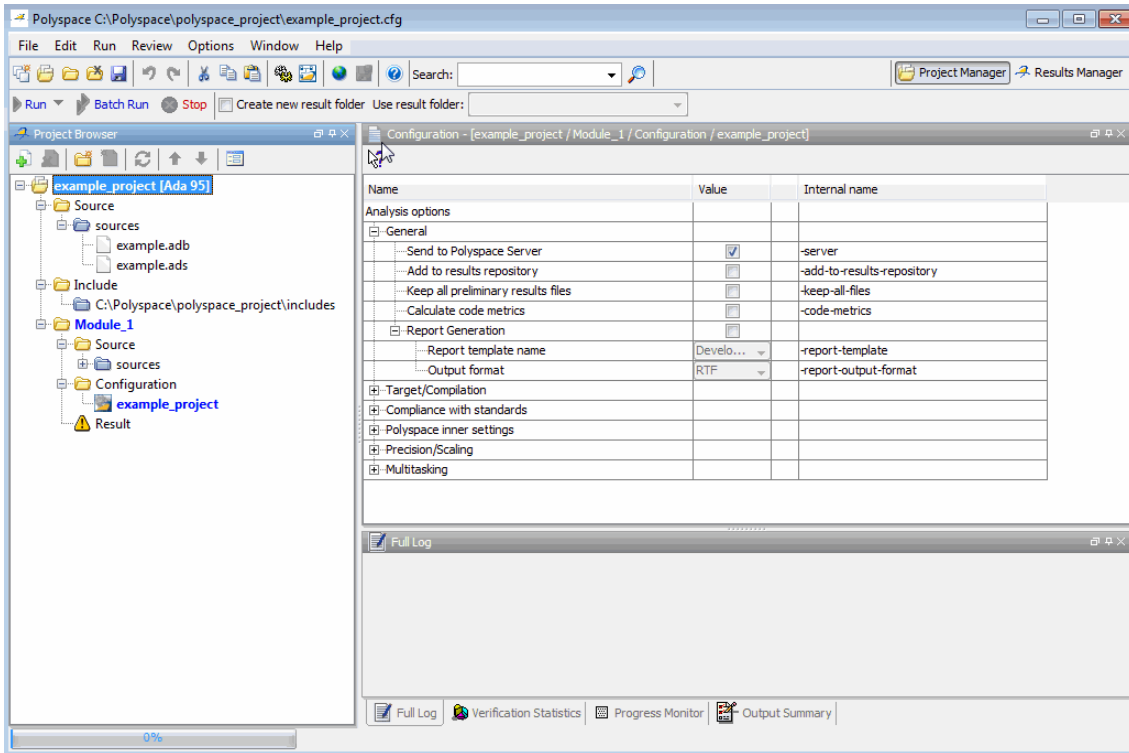 Polyspace C:\Polyspace\polyspace_project\example_project.cfg
File Edit Run Review Options Window Help
Search:
Project Manager Results Manager
Run Batch Run Stop Create new result folder Use result folder:
Project Browser
example_project [Ada 95]
Source
sources
example.adb
example.ads
Include
C:\Polyspace\polyspace_project\includes
Module_1
Source
sources
Configuration
example_project
Result
0%
Configuration - [example_project / Module_1 / Configuration / example_project]
Name Value Internal name
Analysis options
General
Send to Polyspace Server -server
Add to results repository -add-to-results-repository
Keep all preliminary results files -keep-all-files
Calculate code metrics -code-metrics
Report Generation
Report template name Develo... -report-template
Output format RTF -report-output-format
Target/Compilation
Compliance with standards
Polyspace inner settings
Precision/Scaling
Multitasking
Full Log
Full Log Verification Statistics Progress Monitor Output Summary